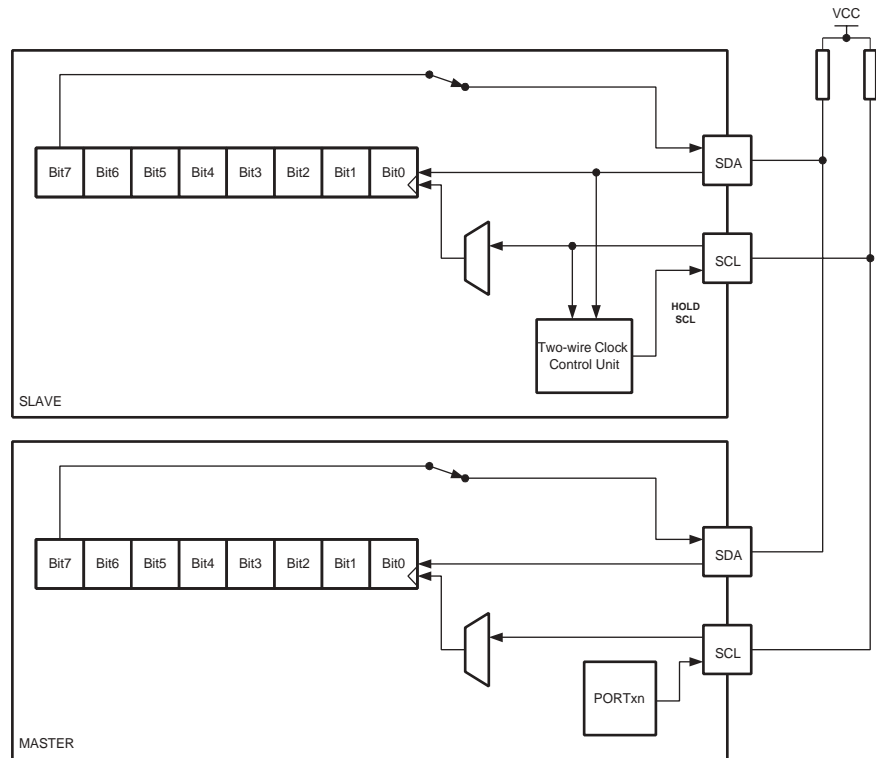 VCC
Bit7 Bit6 Bit5 Bit4 Bit3 Bit2 Bit1 Bit0
SDA
SCL
HOLD
SCL
Two-wire Clock
Control Unit
SLAVE
Bit7 Bit6 Bit5 Bit4 Bit3 Bit2 Bit1 Bit0
SDA
SCL
PORTxn
MASTER